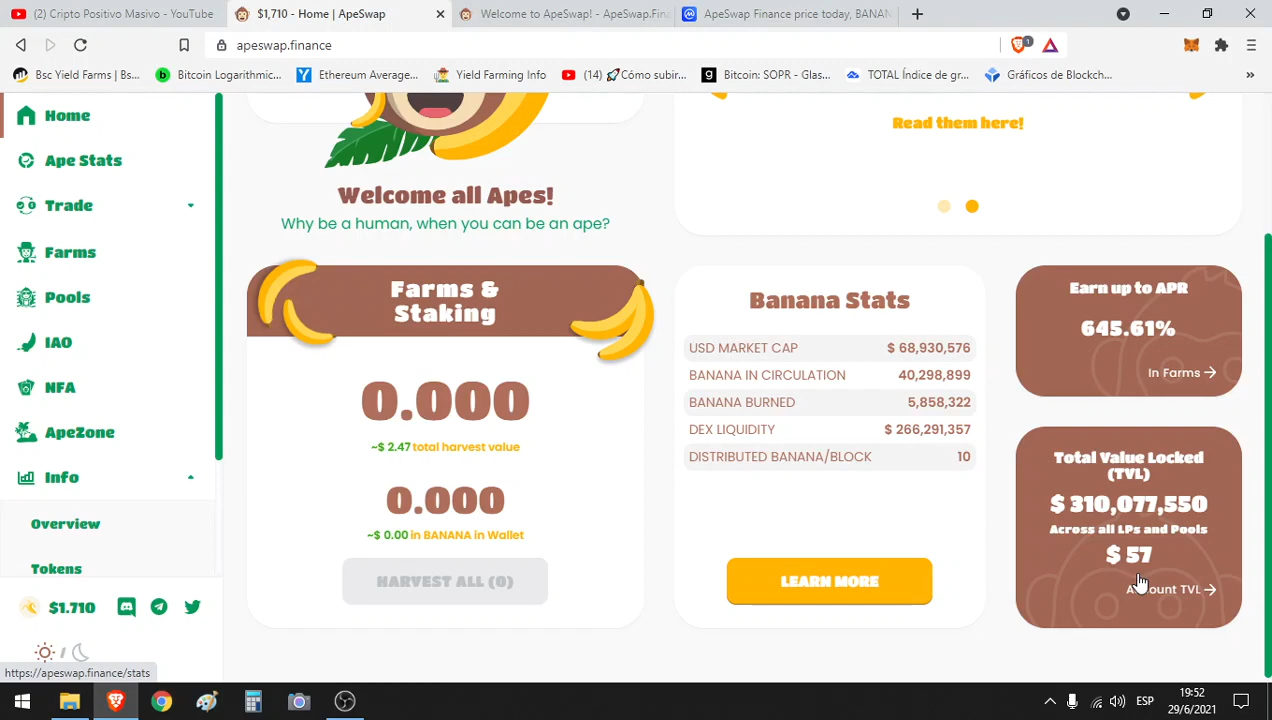 (14) Cripto Positivo Masivo - YouTube
$1,710 - Home | ApeSwap
Welcome to ApeSwap! - ApeSwap.Fin
ApeSwap Finance price today, BANAN
apeswap.finance
1
Bsc Yield Farms | Bs...
Bitcoin Logarithmic...
Ethereum Average...
Yield Farming Info
(14) 🚀Cómo subir...
Bitcoin: SOPR - Glas...
TOTAL Índice de gr...
Gráficos de Blockch...
»
Home
Ape Stats
Trade
Farms
Pools
IAO
NFA
ApeZone
Info
Overview
Tokens
$1.710
/
https://apeswap.finance/stats
Welcome all Apes!
Why be a human, when you can be an ape?
Read them here!
Farms &
Staking
0.000
~$ 2.47 total harvest value
0.000
~$ 0.00 in BANANA in Wallet
HARVEST ALL (0)
Banana Stats
USD MARKET CAP $ 68,930,576
BANANA IN CIRCULATION 40,298,899
BANANA BURNED 5,858,322
DEX LIQUIDITY $ 266,291,357
DISTRIBUTED BANANA/BLOCK 10
LEARN MORE
Earn up to APR
645.61%
In Farms →
Total Value Locked
(TVL)
$ 310,077,550
Across all LPs and Pools
$ 57
Account TVL →
ESP
19:52
29/6/2021